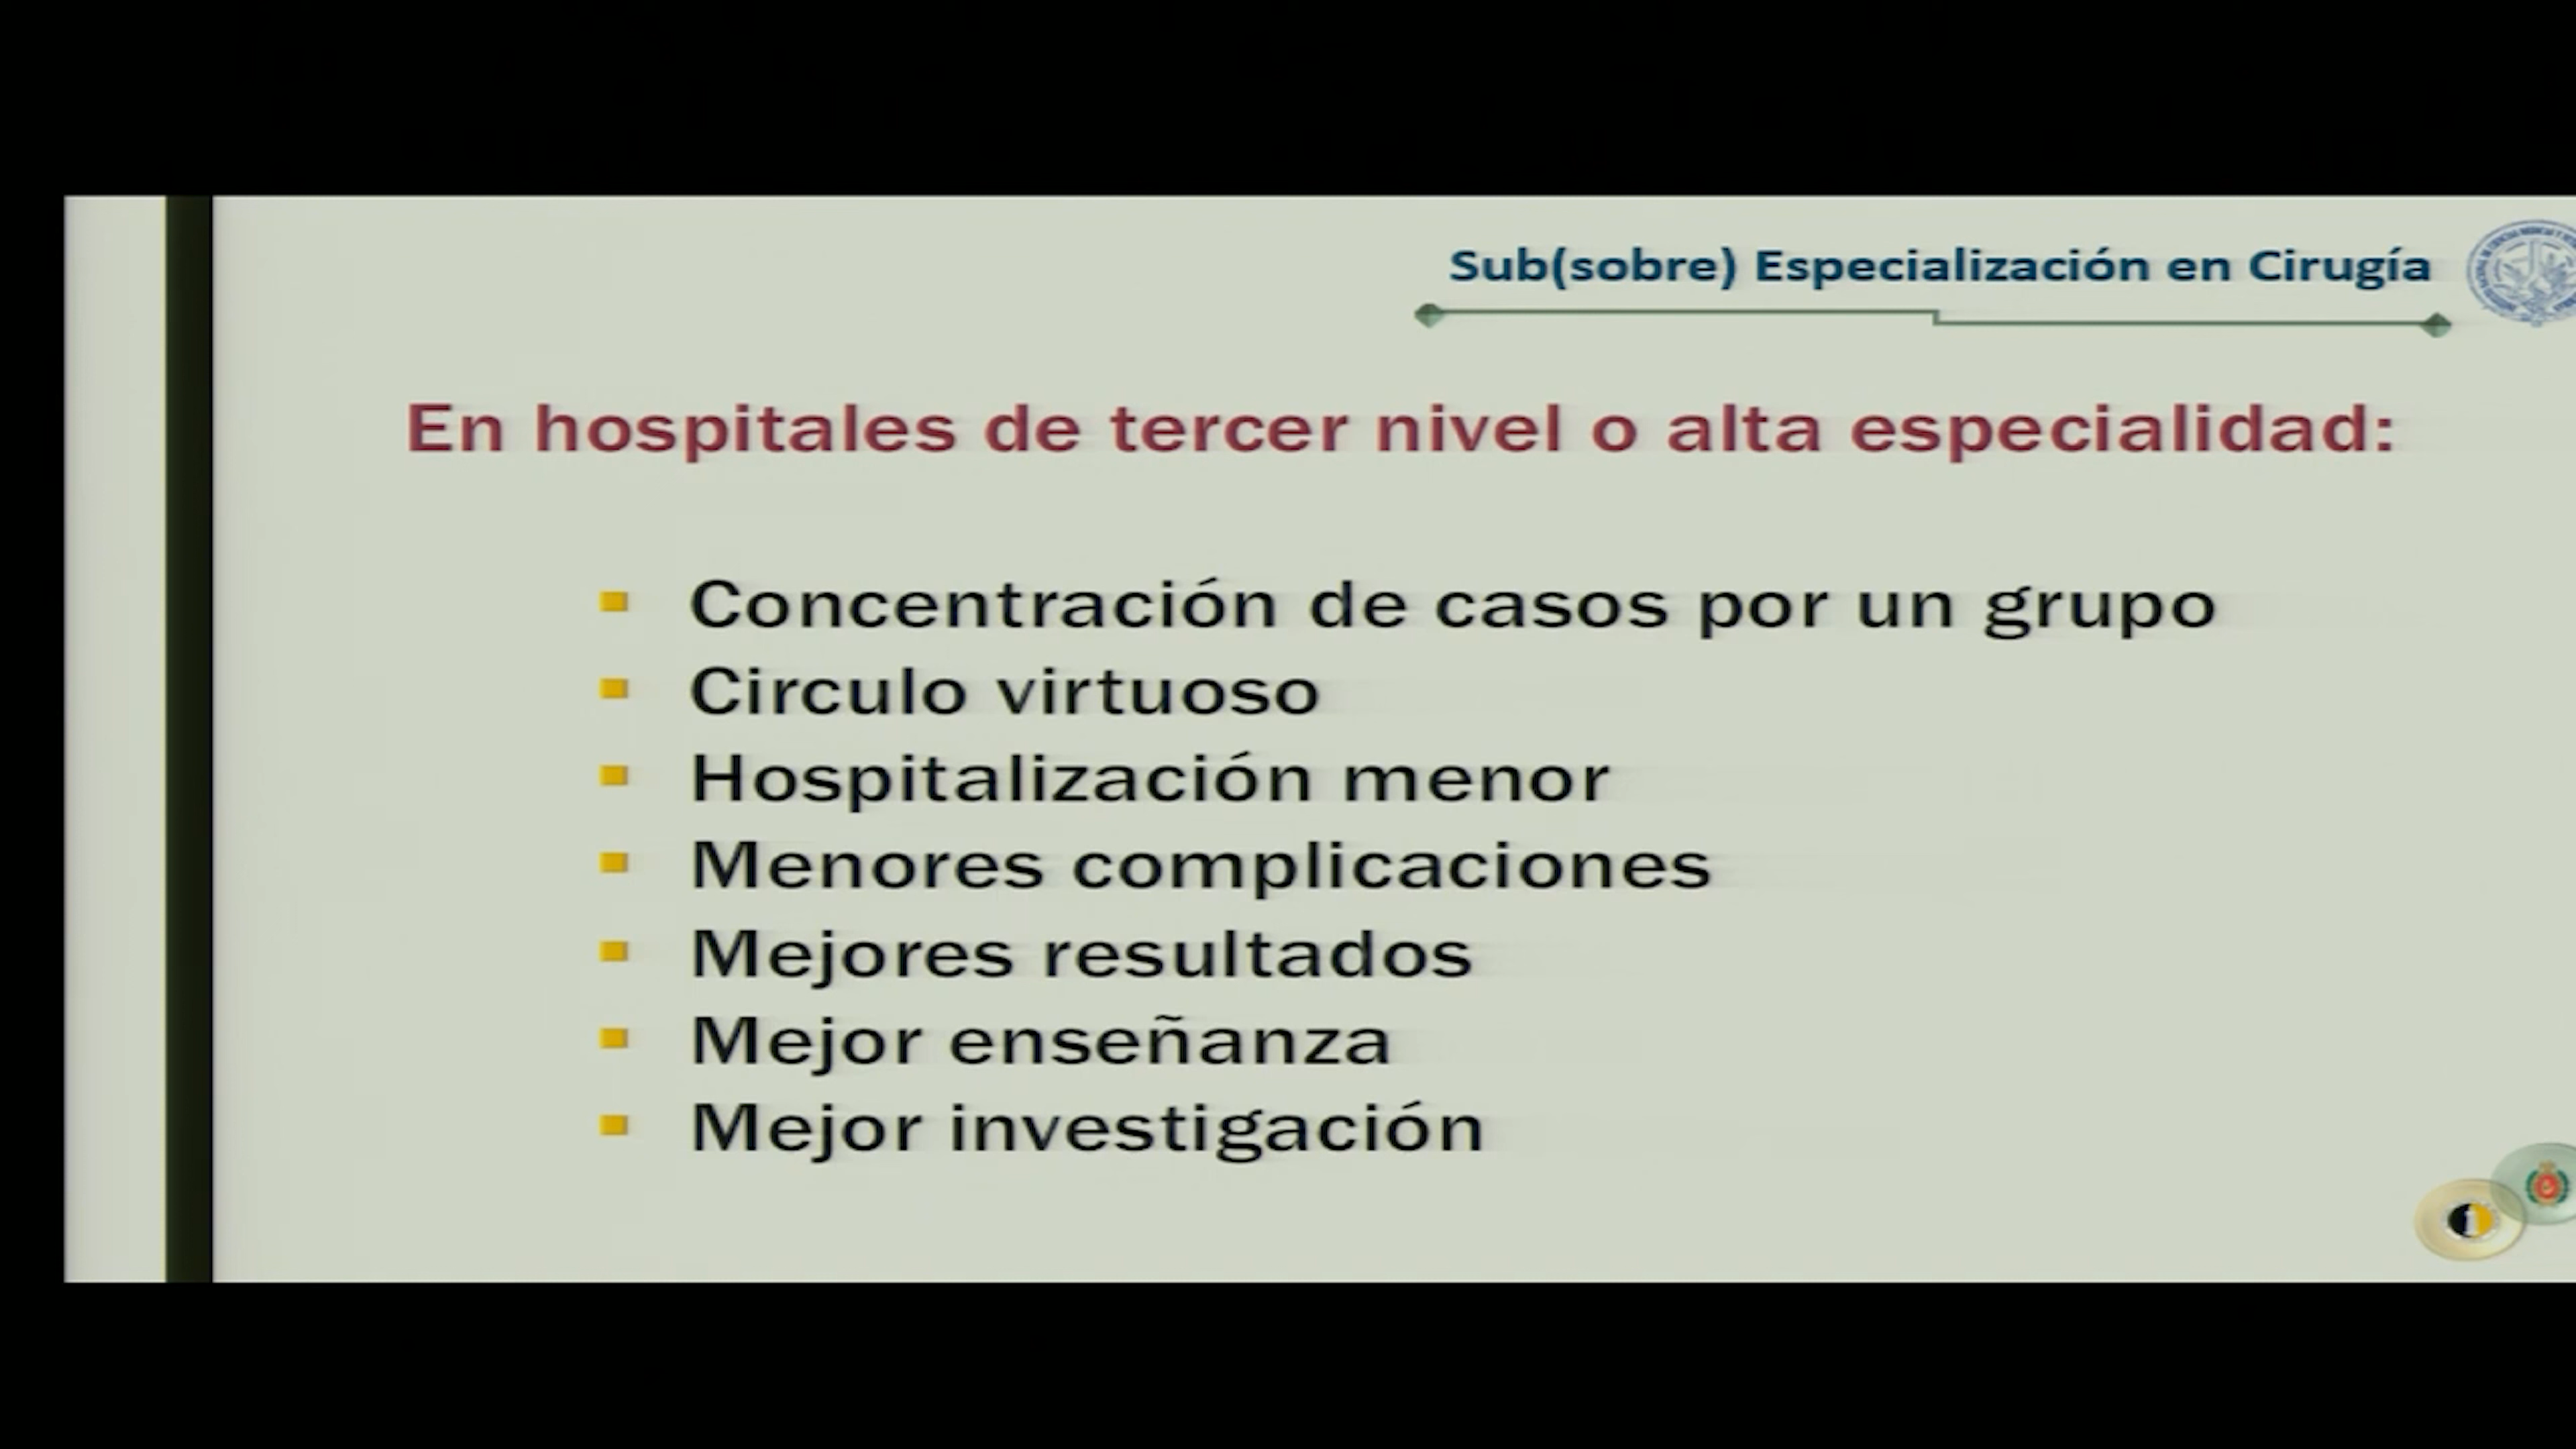 Sub(sobre) Especialización en Cirugía
En hospitales de tercer nivel o alta especialidad:
Concentración de casos por un grupo
Circulo virtuoso
Hospitalización menor
Menores complicaciones
Mejores resultados
Mejor enseñanza
Mejor investigación